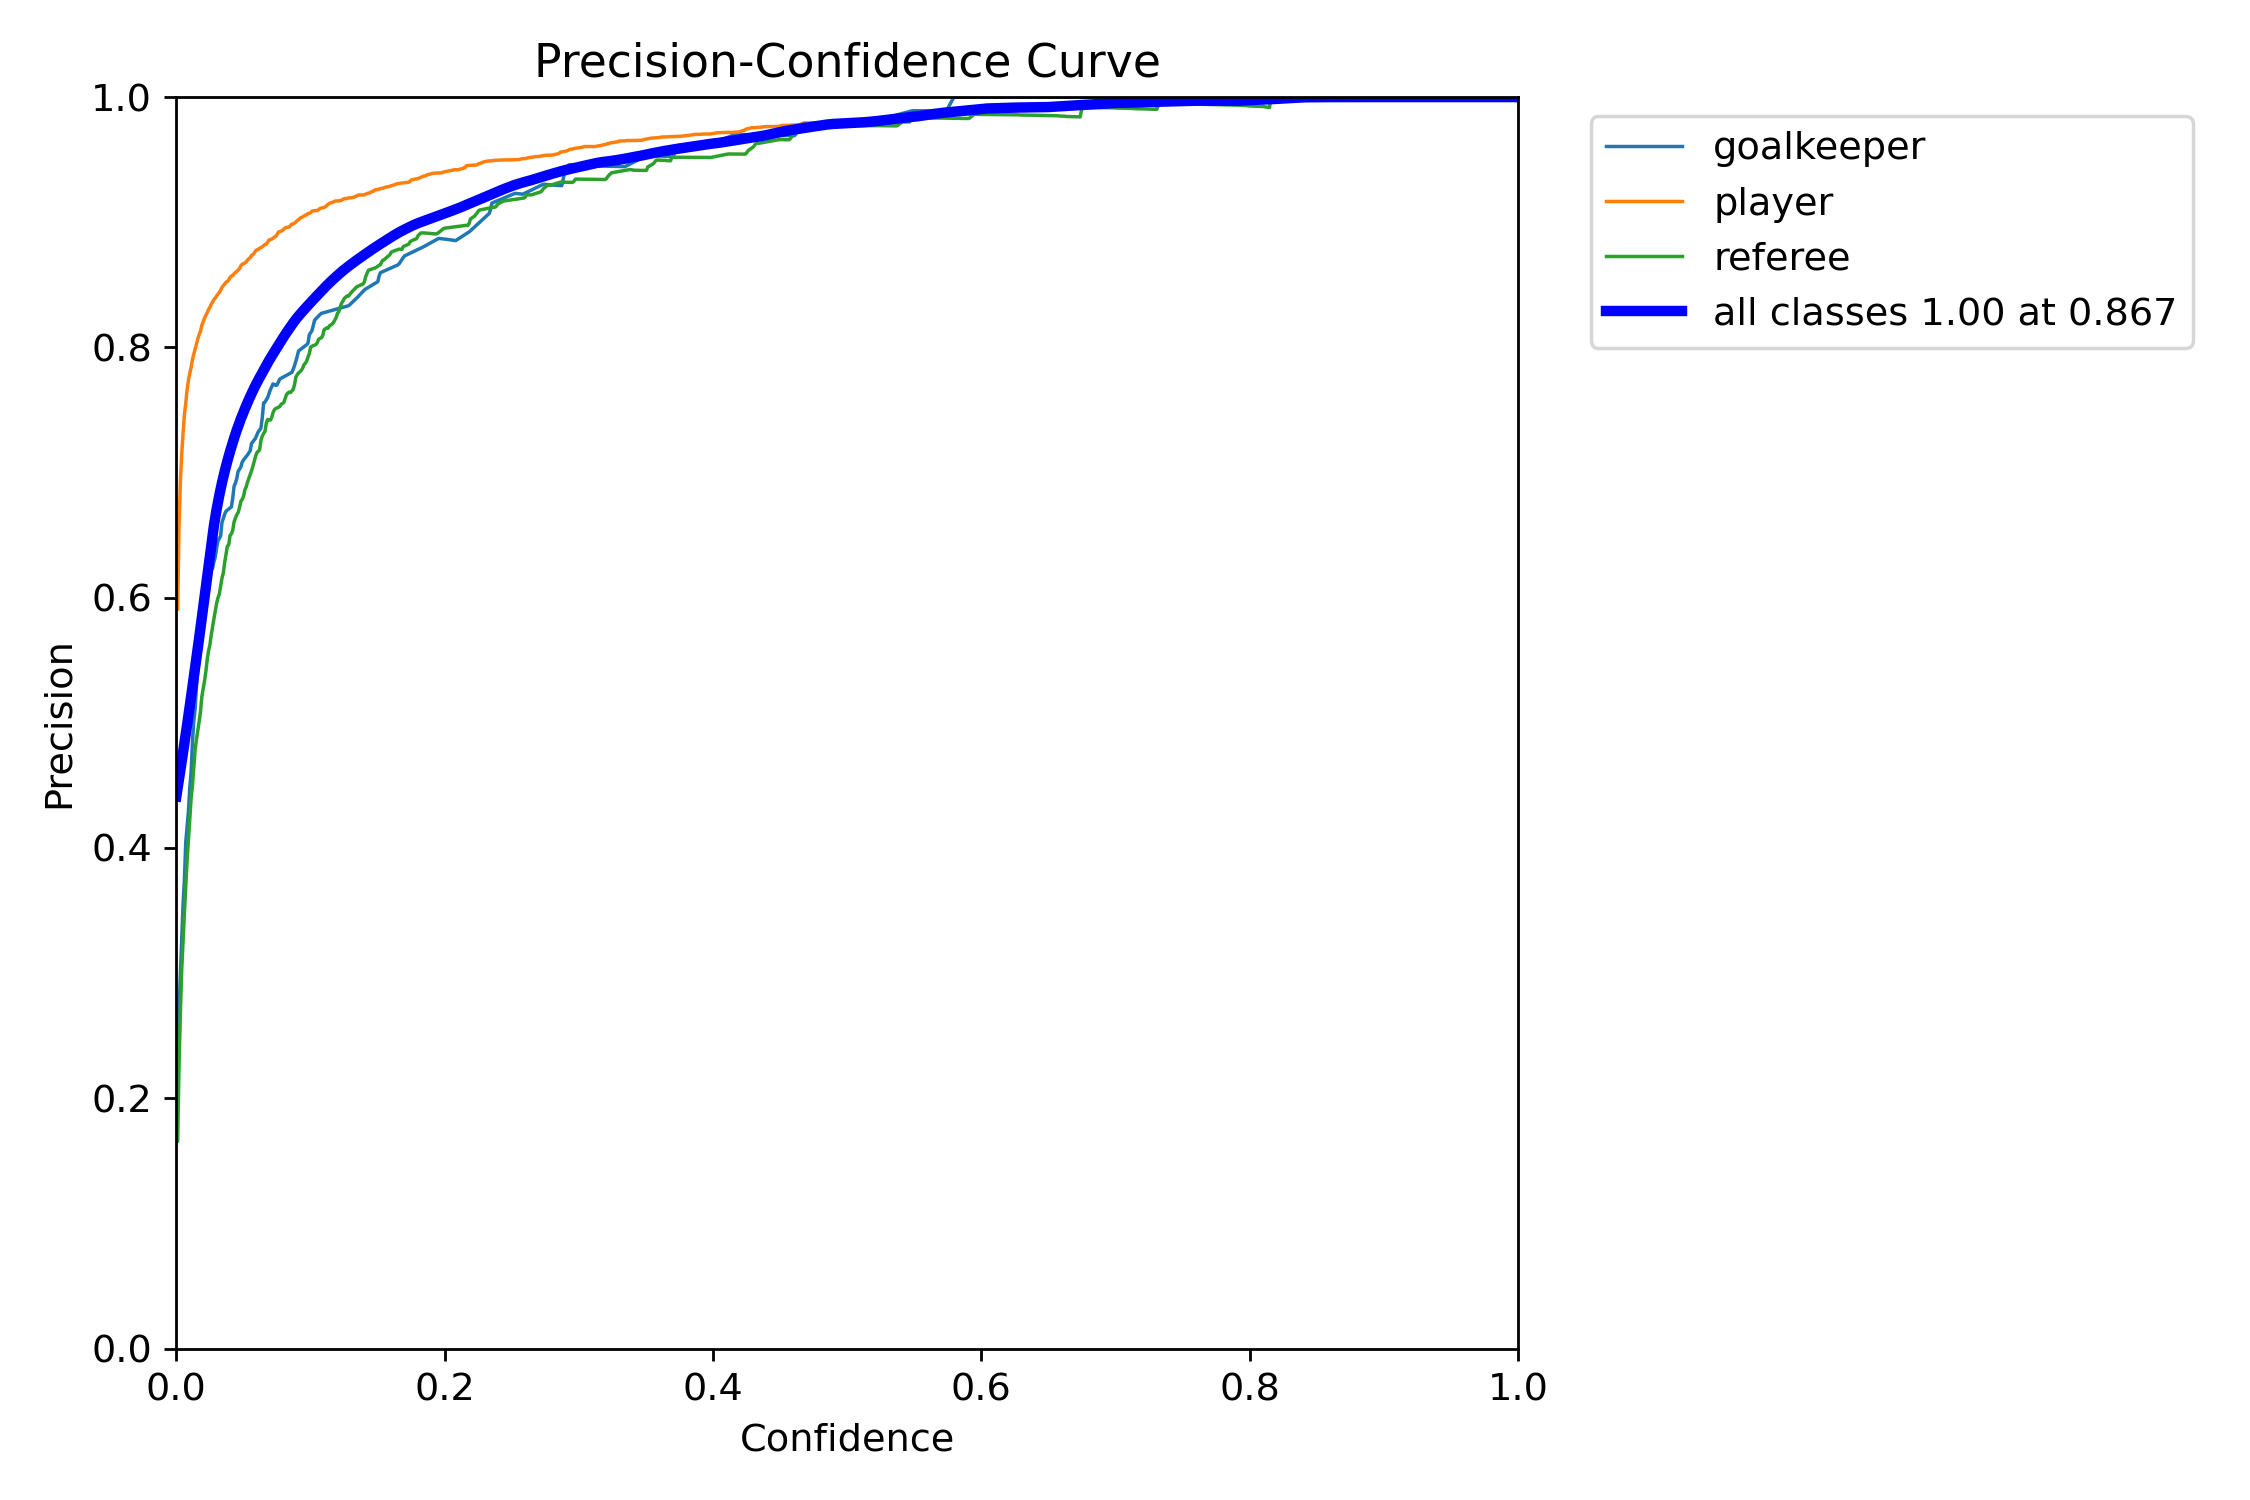 Precision-Confidence Curve
1.0
0.8
0.6
0.4
0.2
0.0
Precision
0.0 0.2 0.4 0.6 0.8 1.0
Confidence
goalkeeper
player
referee
all classes 1.00 at 0.867